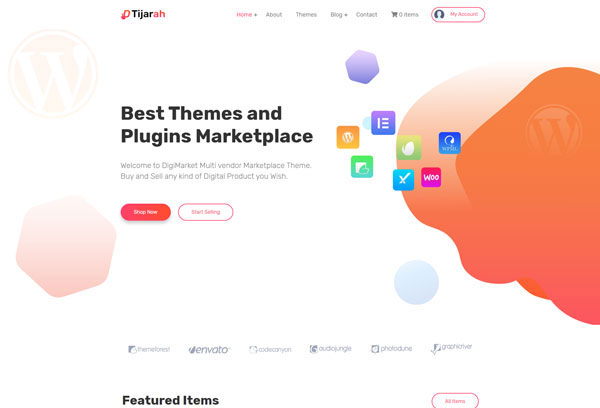 Tijarah
Home + About Themes Blog + Contact 0 Items My Account
Best Themes and
Plugins Marketplace
Welcome to DigiMarket Multi vendor Marketplace Theme.
Buy and Sell any kind of Digital Product you Wish.
Shop Now Start Selling
WOO
themeforest envato codecanyon audiojungle photodune graphicriver
Featured Items All Items